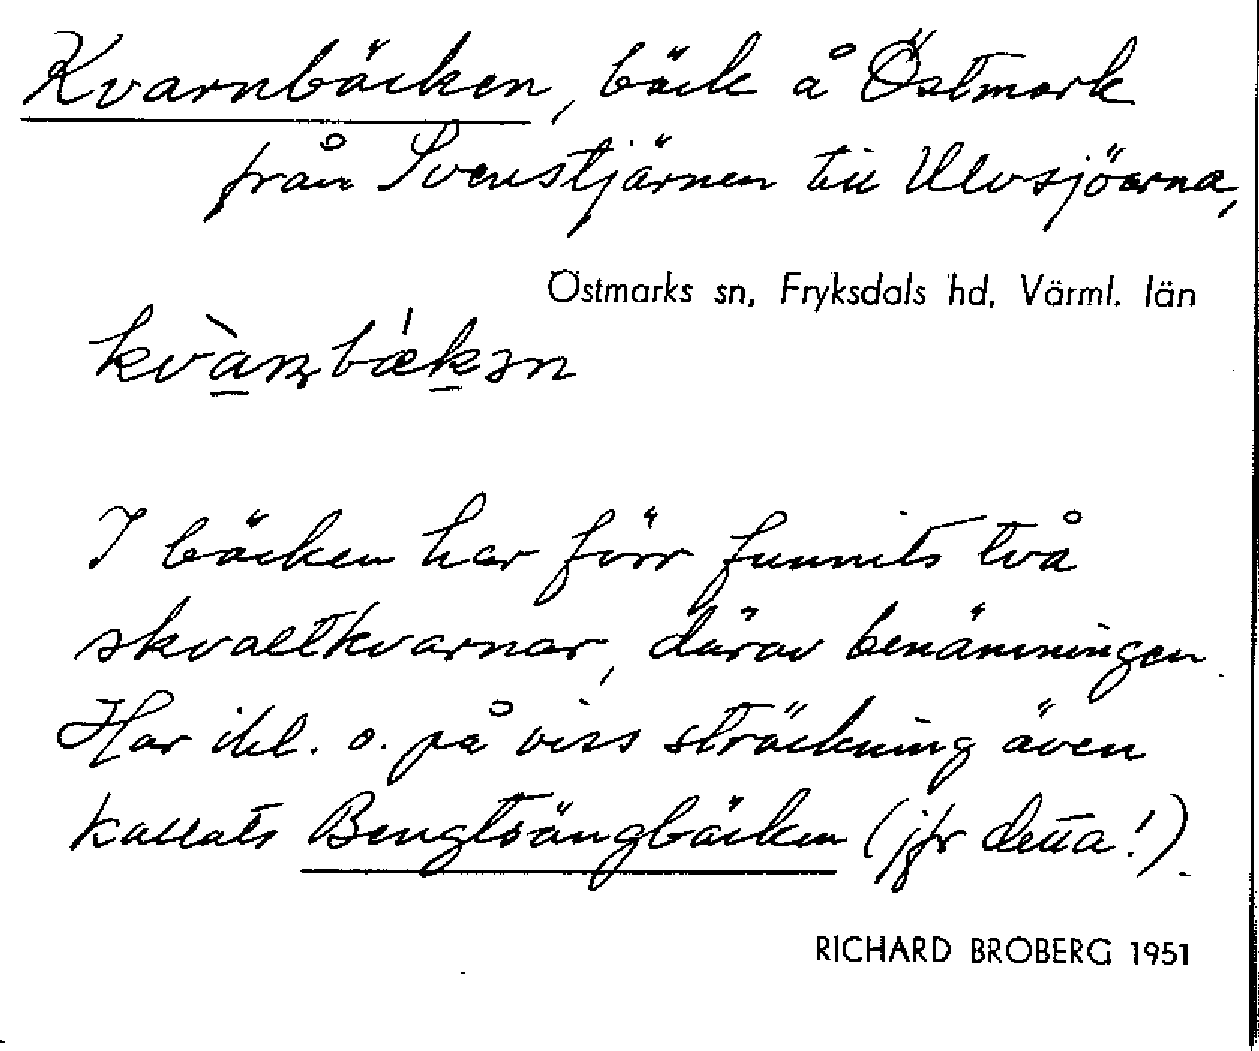 Kvarnbäcken, bäck å Östmark
från Svenstjärnen till Ulvsjöarna,
Östmarks sn, Fryksdals hd, Värml. län
kvàɳbǽkən
I bäcken har förr funnits två
skvaltkvarnar, därav benämningen.
Har ibl. o. på viss sträckning även
kallats Bengtsängbäcken (jfr detta!).
RICHARD BROBERG 1951